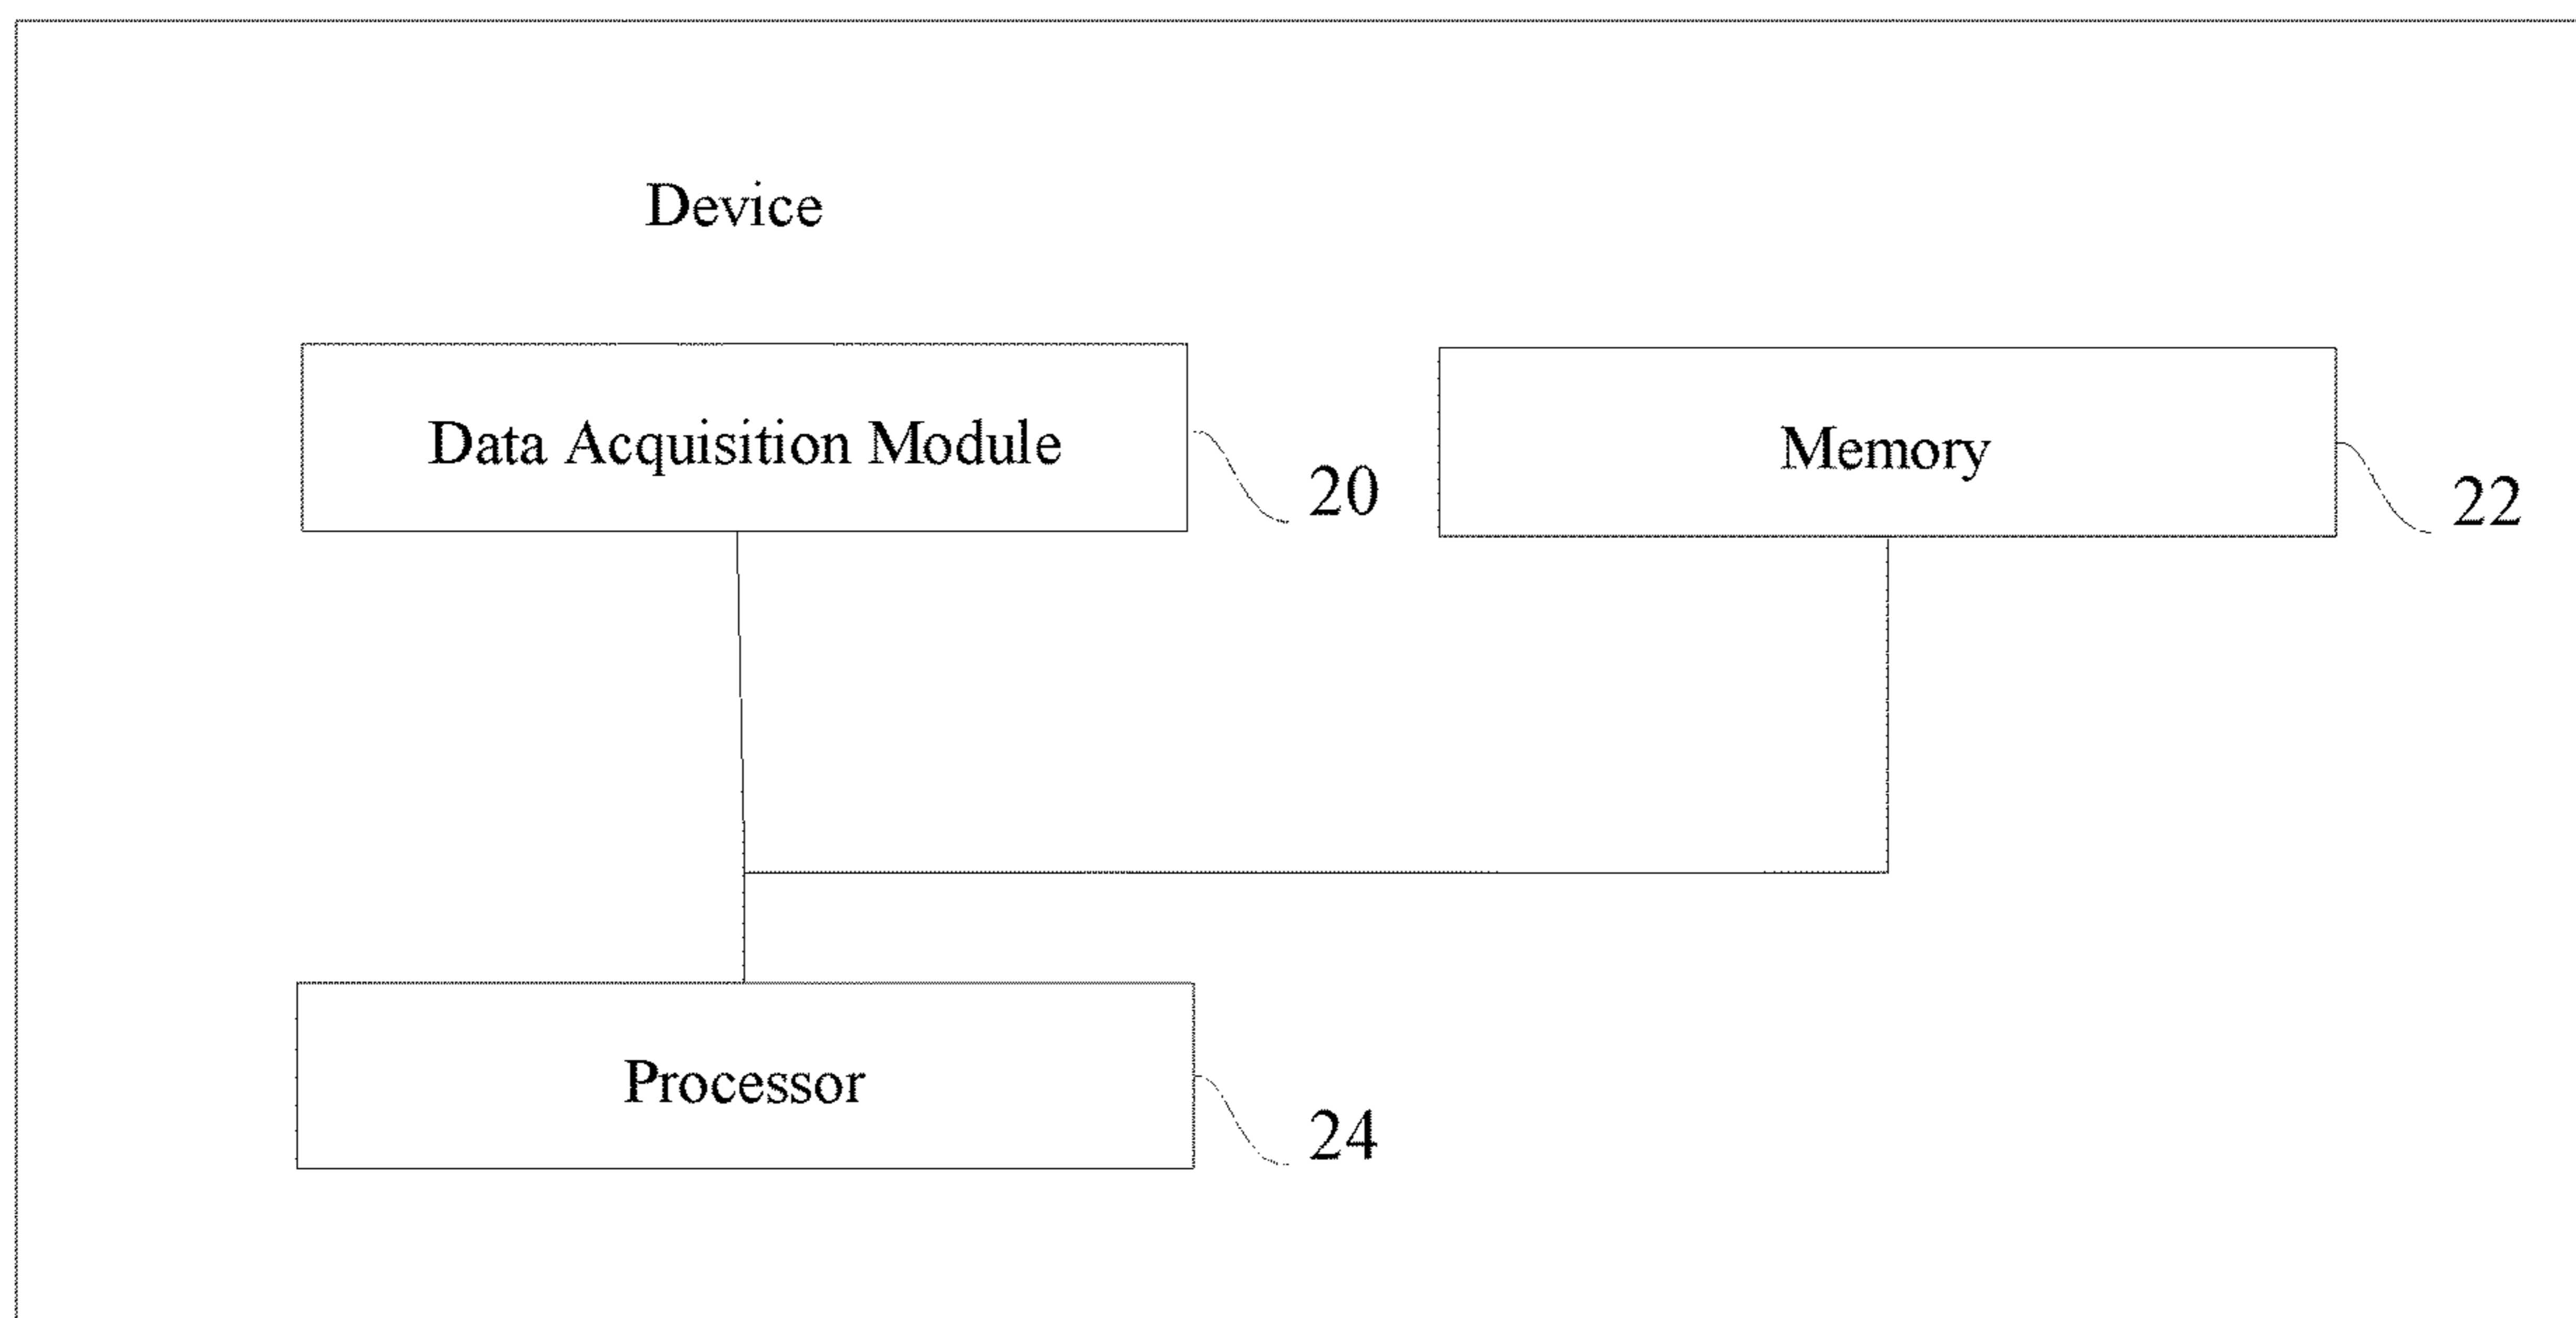 Device
Data Acquisition Module
20
Memory
22
Processor
24